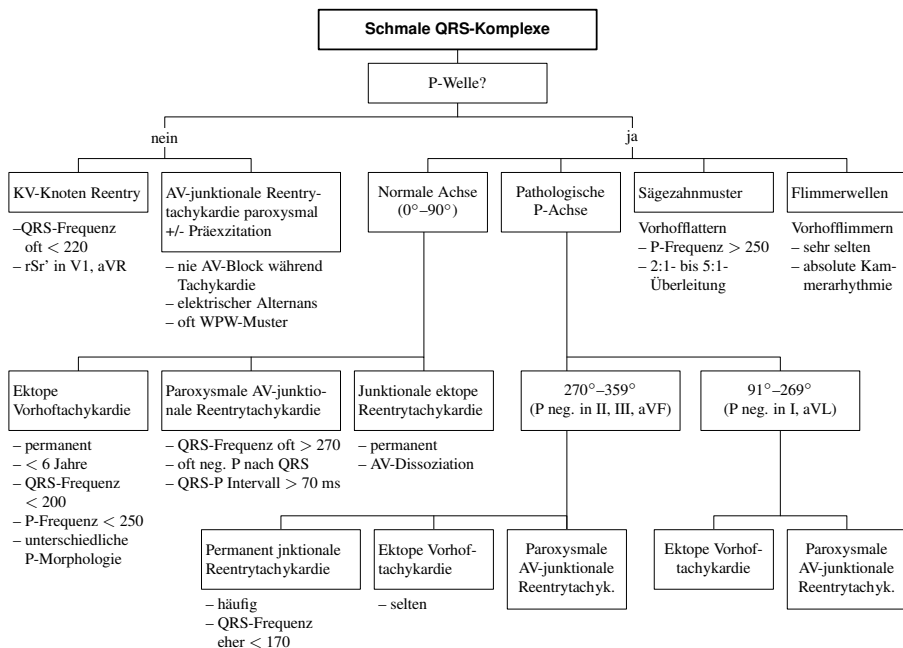 Schmale QRS-Komplexe
P-Welle?
nein
ja
KV-Knoten Reentry
–QRS-Frequenz
oft < 220
– rSr’ in V1, aVR
AV-junktionale Reentry-
tachykardie paroxysmal
+/- Präexzitation
– nie AV-Block während
Tachykardie
– elektrischer Alternans
– oft WPW-Muster
Normale Achse
(0°–90°)
Pathologische
P-Achse
Sägezahnmuster
Vorhofflattern
– P-Frequenz > 250
– 2:1- bis 5:1-
Überleitung
Flimmerwellen
Vorhofflimmern
– sehr selten
– absolute Kam-
merarhythmie
Ektope
Vorhoftachykardie
– permanent
– < 6 Jahre
– QRS-Frequenz
< 200
– P-Frequenz < 250
– unterschiedliche
P-Morphologie
Paroxysmale AV-junktio-
nale Reentrytachykardie
– QRS-Frequenz oft > 270
– oft neg. P nach QRS
– QRS-P Intervall > 70 ms
Junktionale ektope
Reentrytachykardie
– permanent
– AV-Dissoziation
270°–359°
(P neg. in II, III, aVF)
91°–269°
(P neg. in I, aVL)
Permanent jnktionale
Reentrytachykardie
– häufig
– QRS-Frequenz
eher < 170
Ektope Vorhof-
tachykardie
– selten
Paroxysmale
AV-junktionale
Reentrytachyk.
Ektope Vorhof-
tachykardie
Paroxysmale
AV-junktionale
Reentrytachyk.